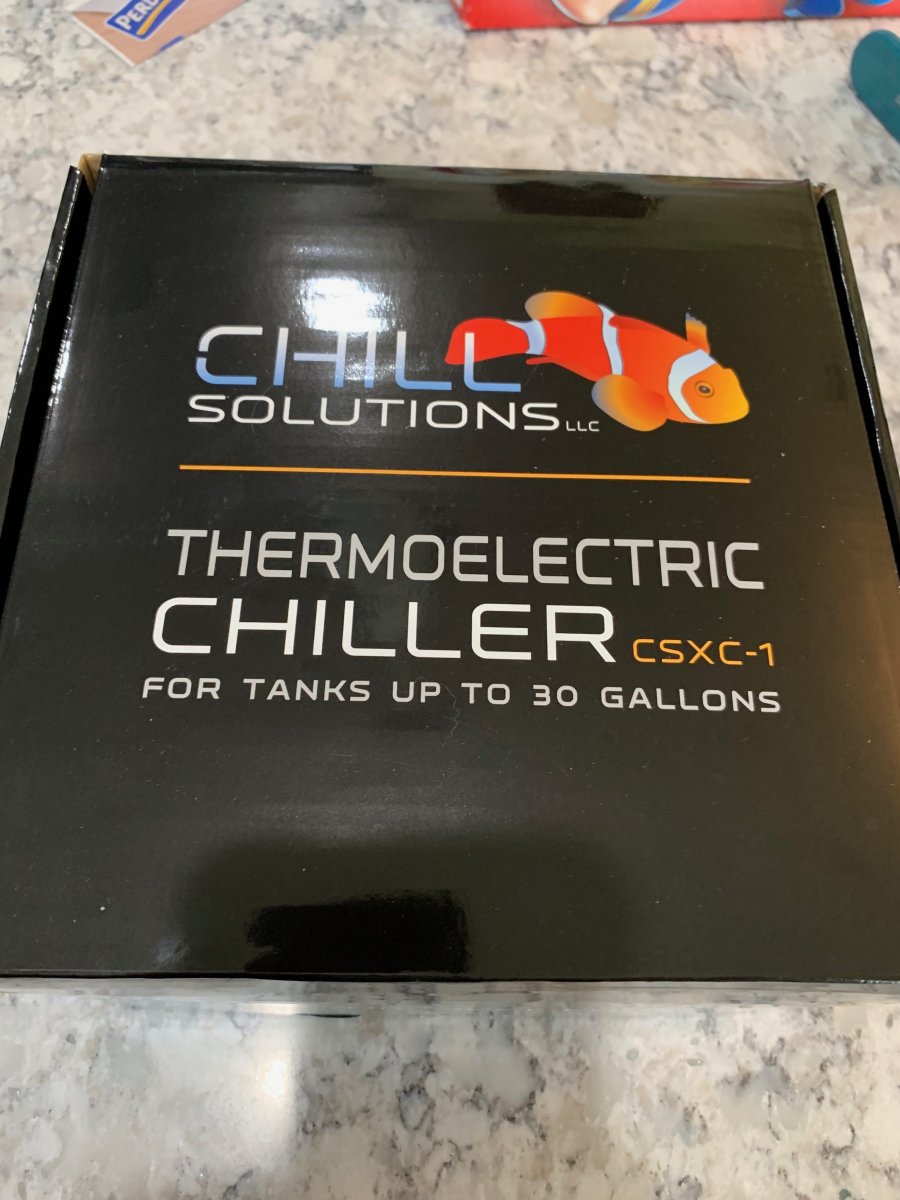 CHILL
SOLUTIONS LLC
THERMOELECTRIC
CHILLER CSXC-1
FOR TANKS UP TO 30 GALLONS